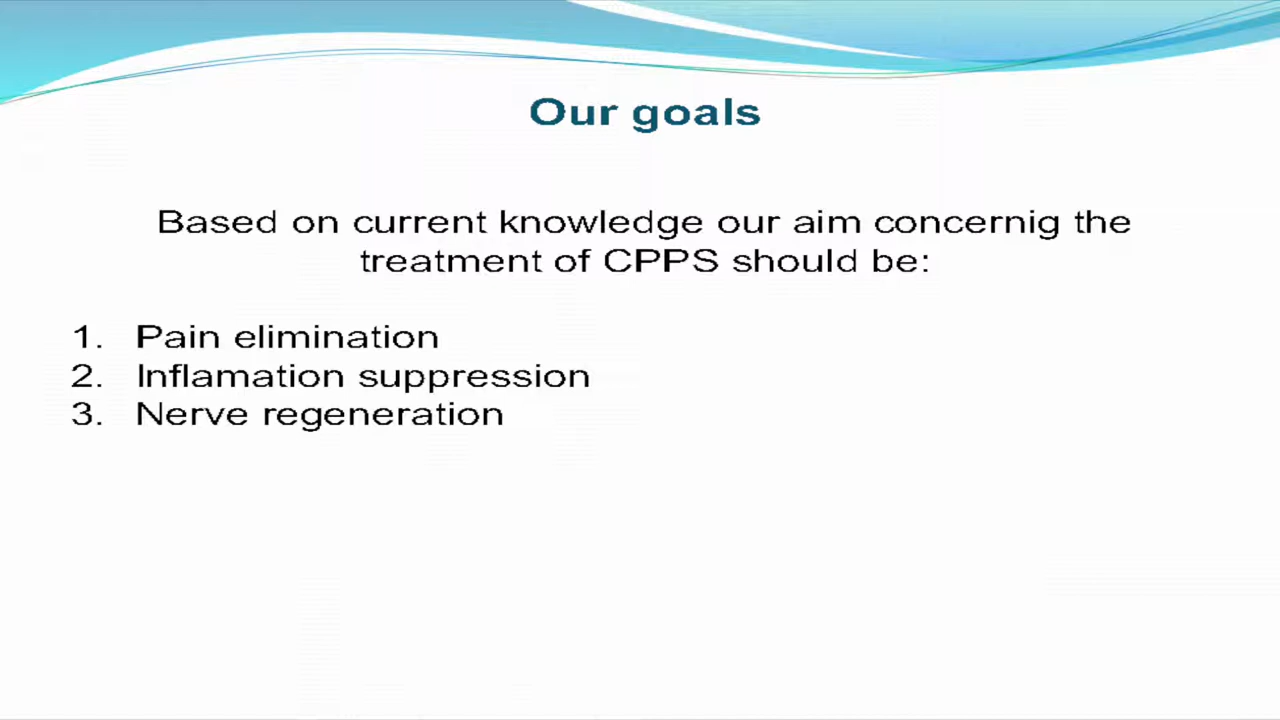 Our goals
Based on current knowledge our aim concernig the
treatment of CPPS should be:
1. Pain elimination
2. Inflamation suppression
3. Nerve regeneration